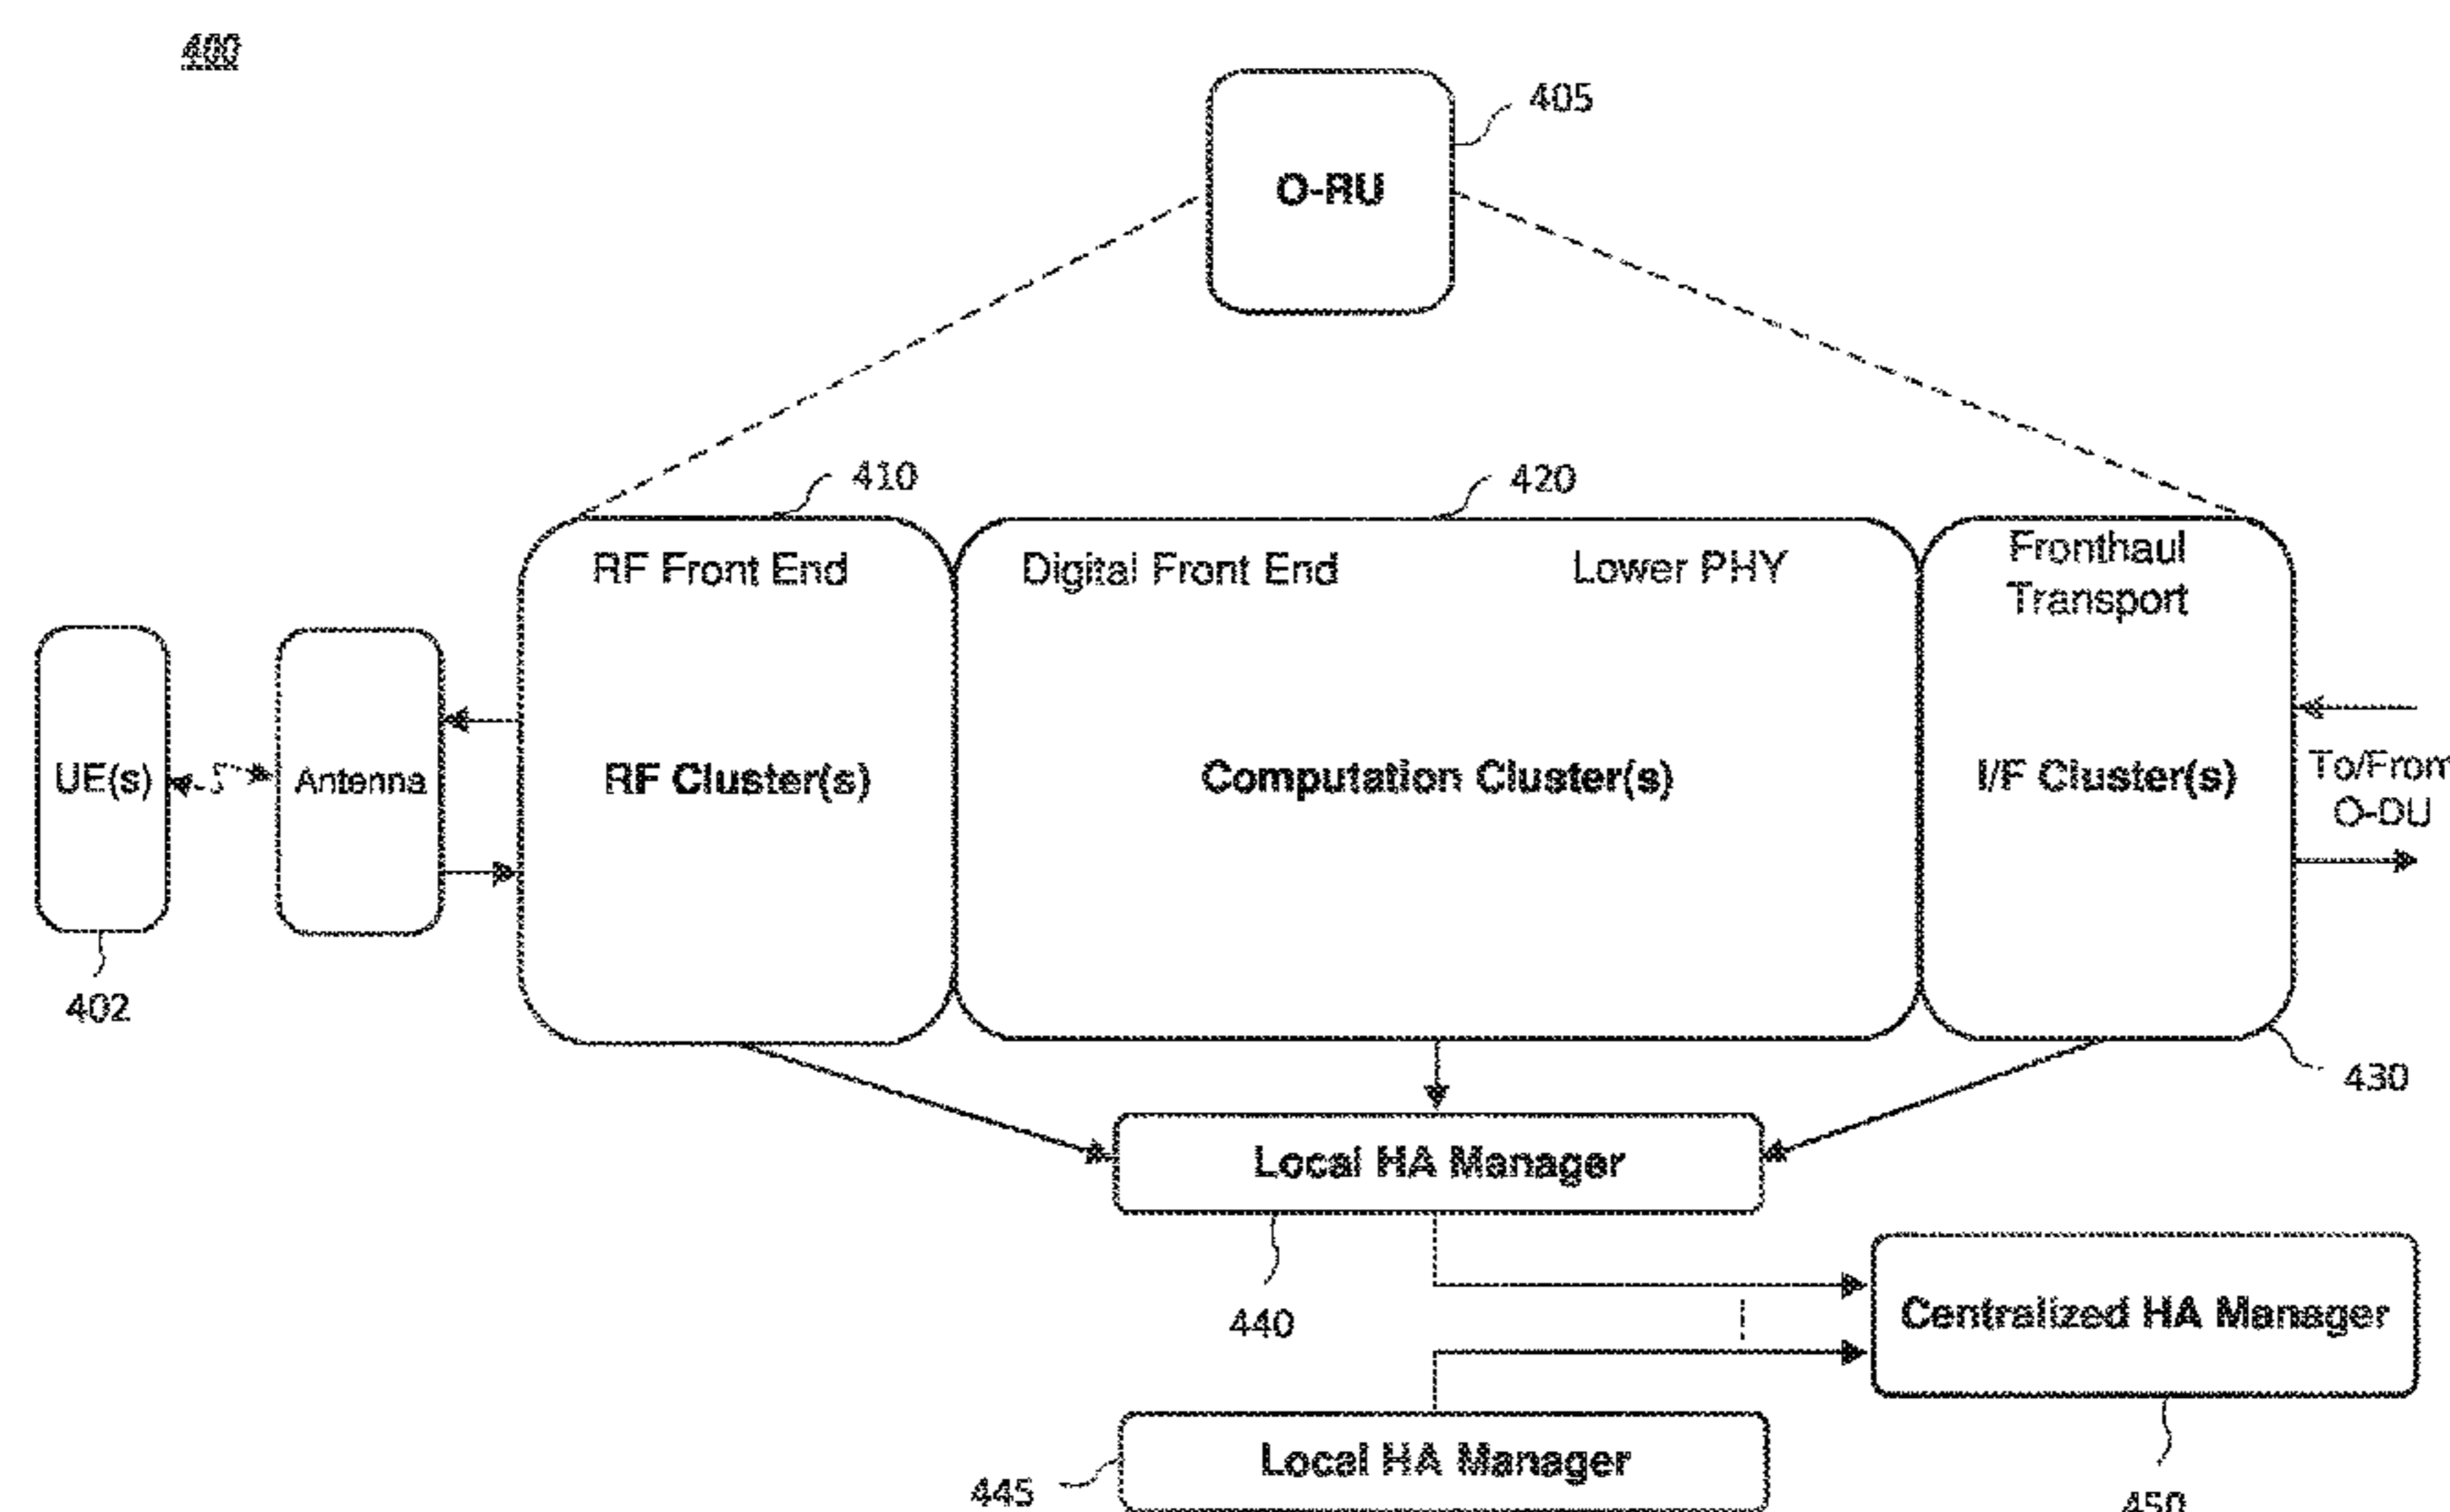 400
405
O-RU
410
420
RF Front End
Digital Front End
Lower PHY
Fronthaul
Transport
UE(s)
Antenna
RF Cluster(s)
Computation Cluster(s)
I/F Cluster(s)
To/From
O-DU
402
430
Local HA Manager
440
Centralized HA Manager
Local HA Manager
445
450